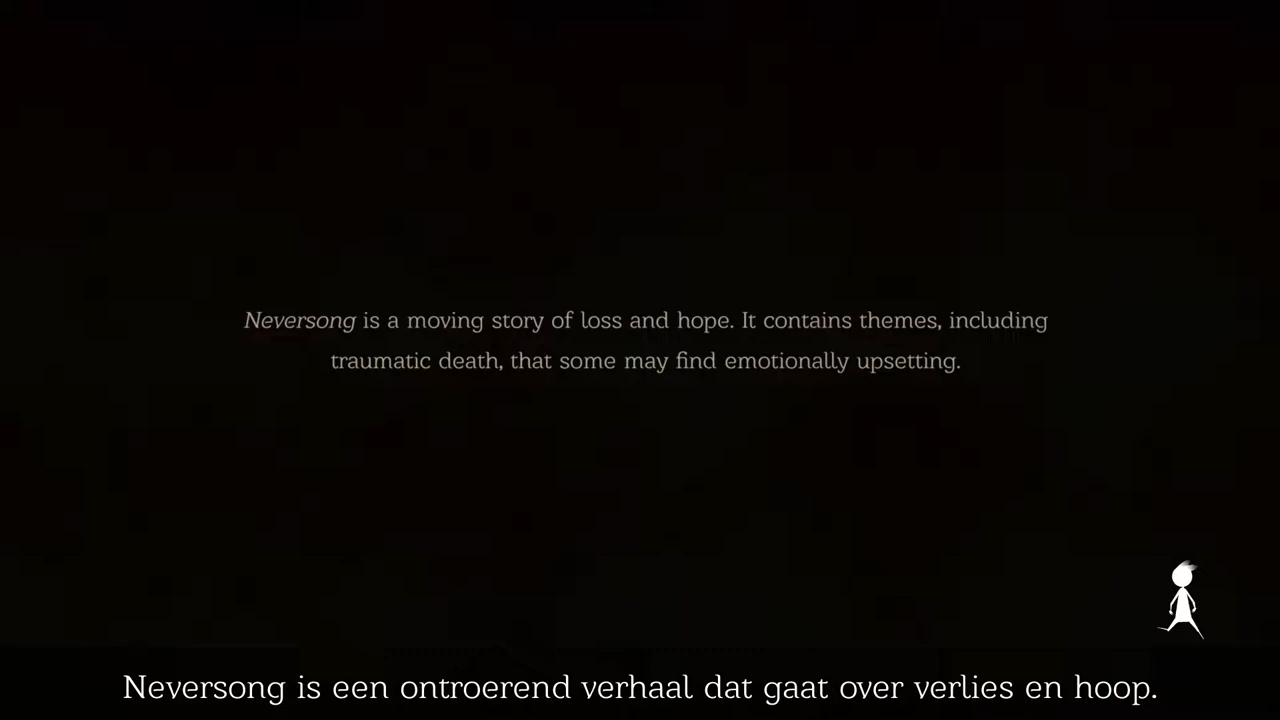 Neversong is a moving story of loss and hope. It contains themes, including
traumatic death, that some may find emotionally upsetting.
Neversong is een ontroerend verhaal dat gaat over verlies en hoop.